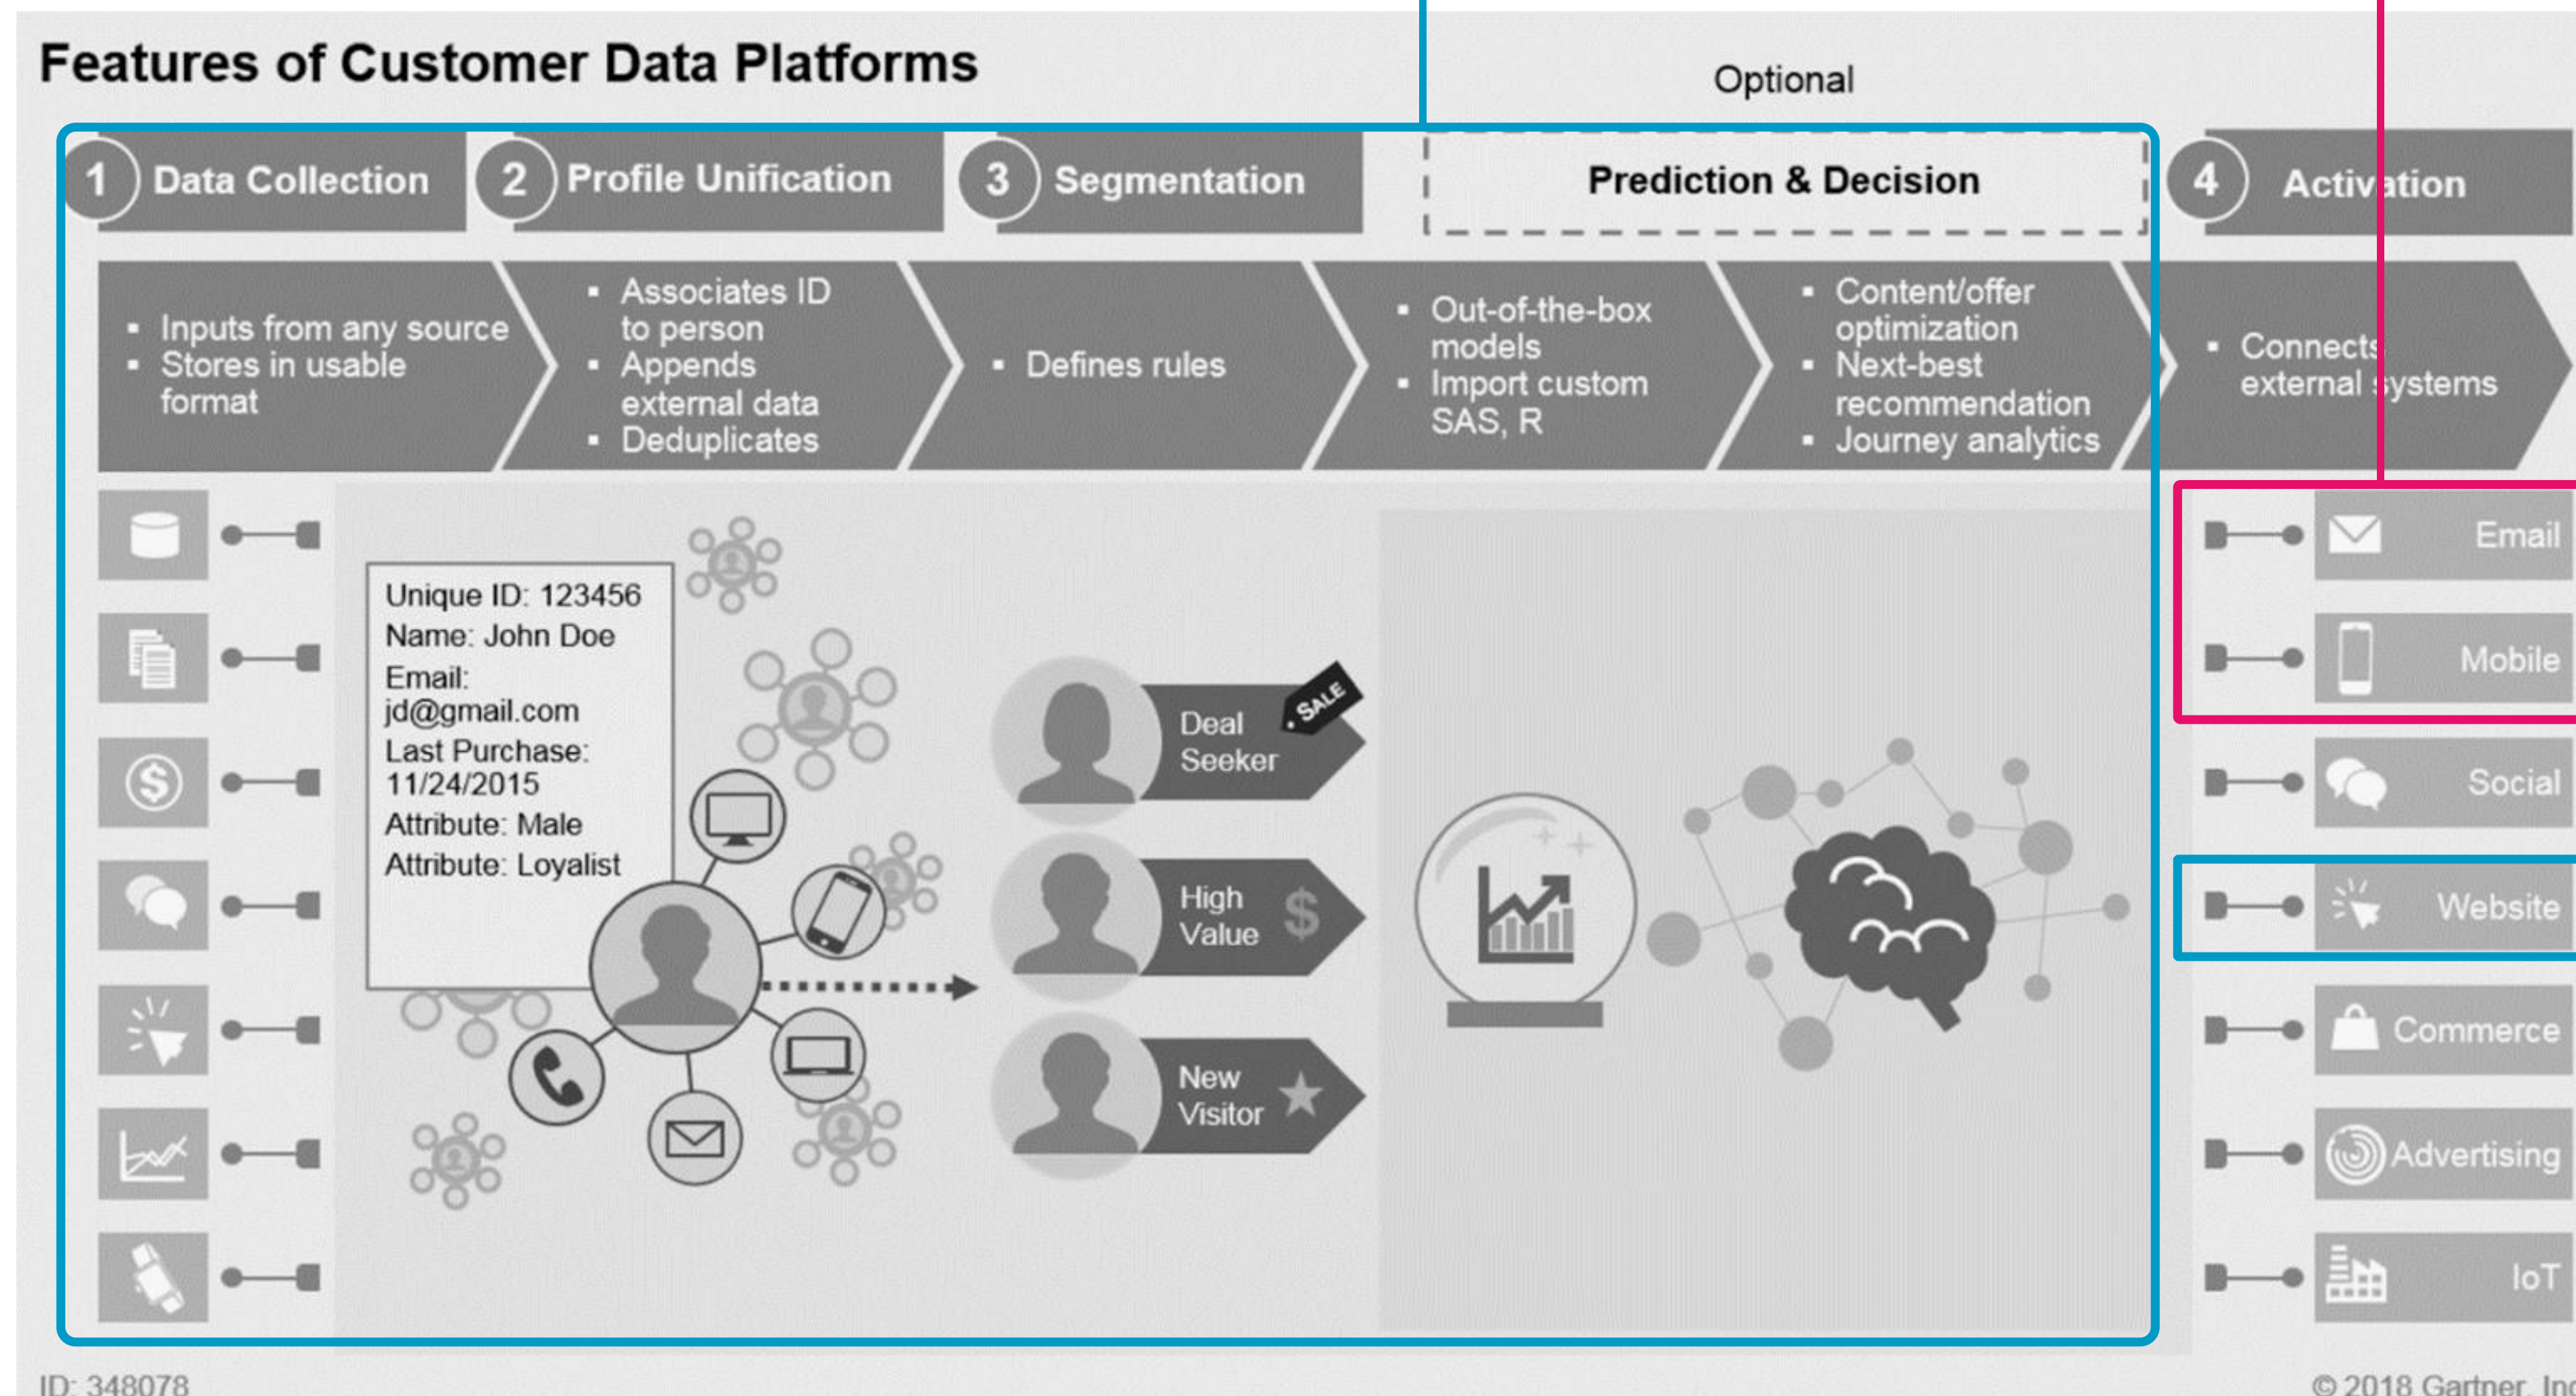 Features of Customer Data Platforms
Optional
1 Data Collection
2 Profile Unification
3 Segmentation
Prediction & Decision
4 Activation
▪ Inputs from any source
▪ Stores in usable
format
▪ Associates ID
to person
▪ Appends
external data
▪ Deduplicates
▪ Defines rules
▪ Out-of-the-box
models
▪ Import custom
SAS, R
▪ Content/offer
optimization
▪ Next-best
recommendation
▪ Journey analytics
▪ Connects
external systems
Unique ID: 123456
Name: John Doe
Email:
jd@gmail.com
Last Purchase:
11/24/2015
Attribute: Male
Attribute: Loyalist
Deal
Seeker
SALE
High
Value
$
New
Visitor
$
Email
Mobile
Social
Website
Commerce
Advertising
IoT
ID: 348078
© 2018 Gartner, Inc